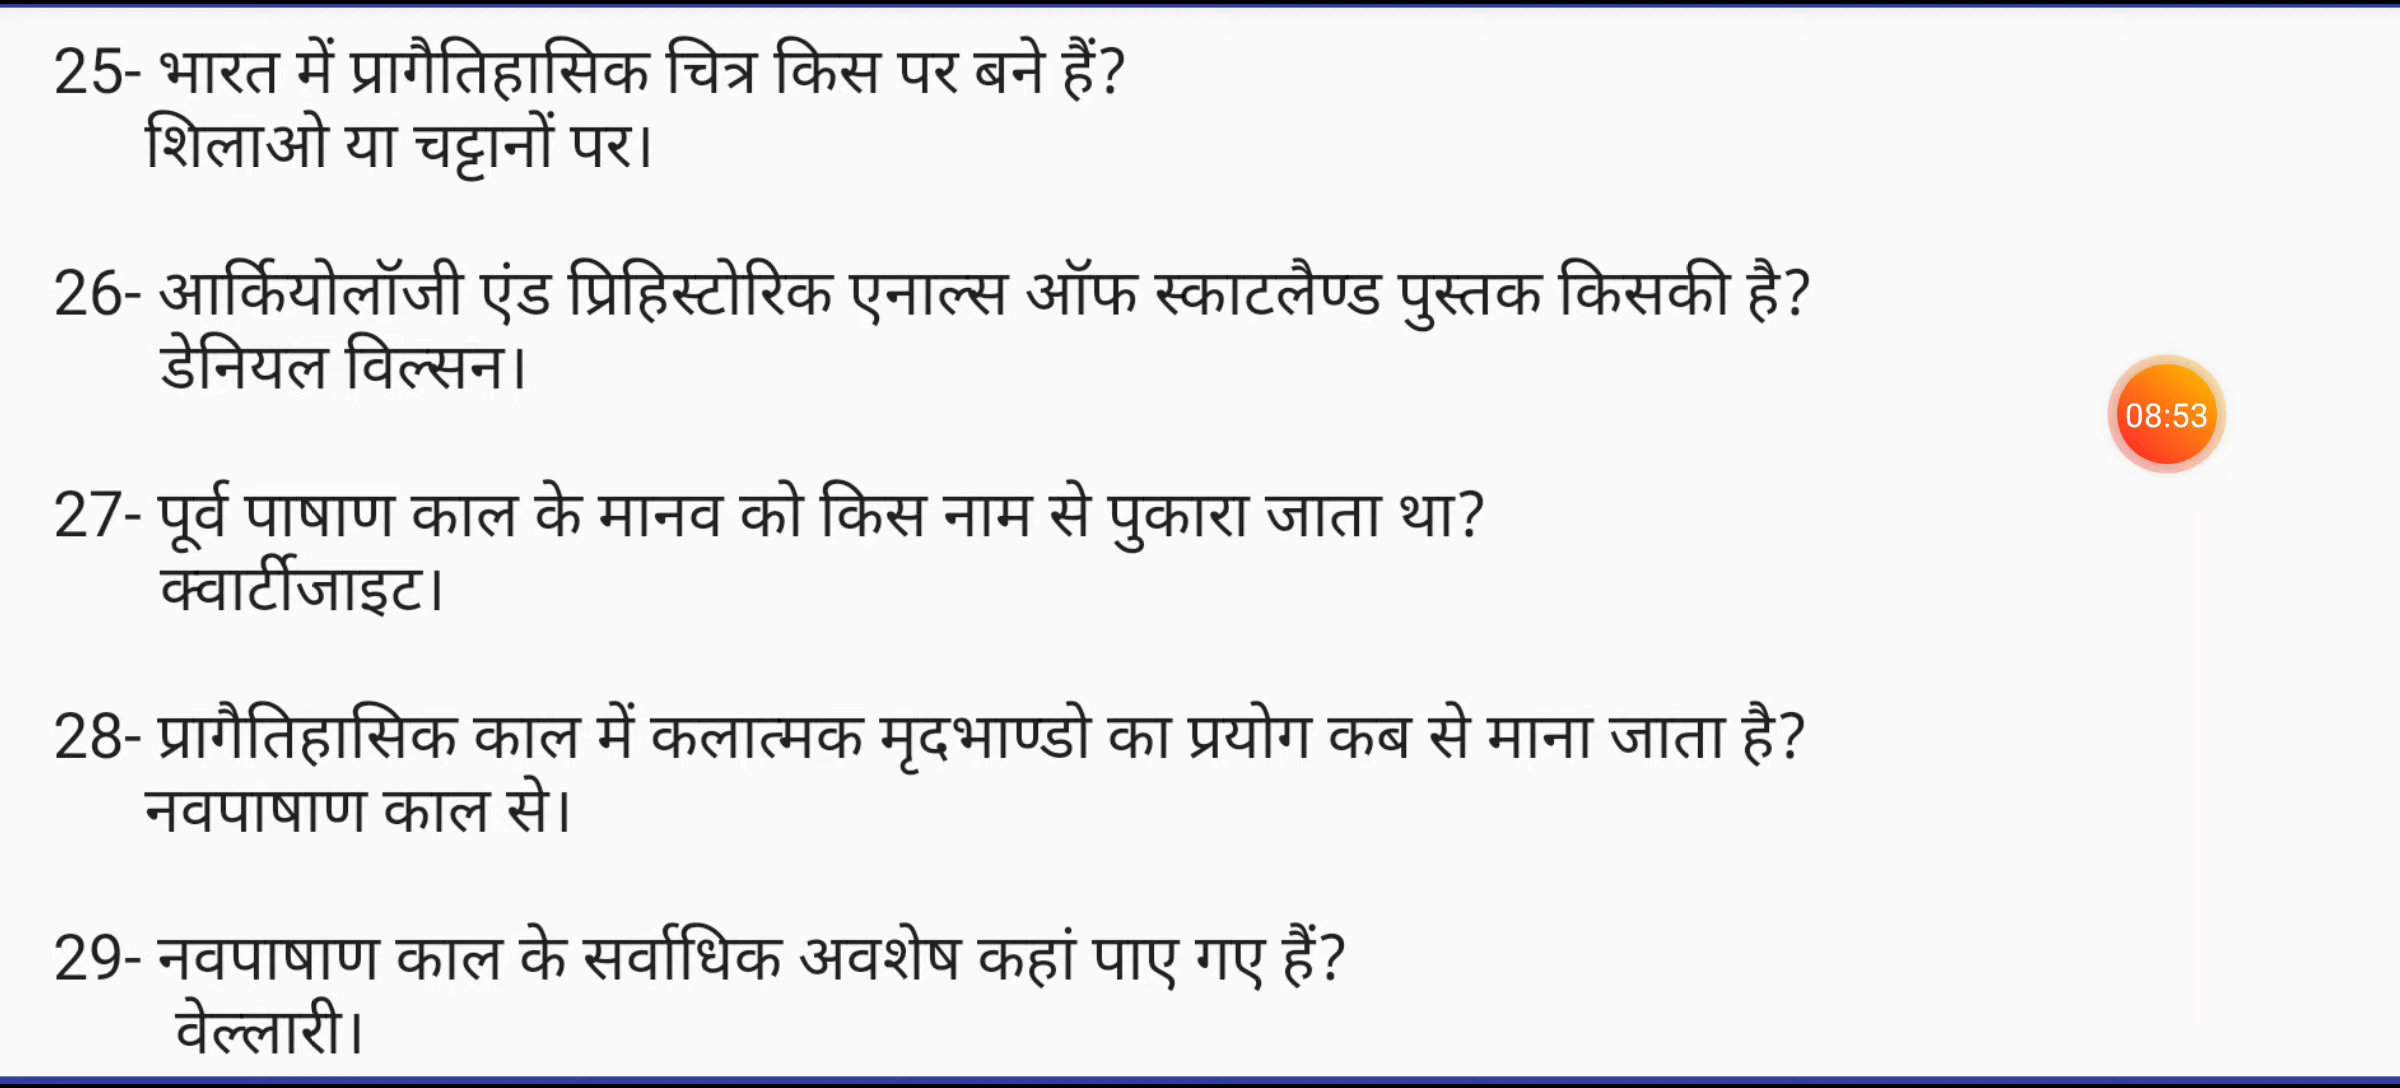 25- भारत में प्रागैतिहासिक चित्र किस पर बने हैं?
शिलाओ या चट्टानों पर।
26- आर्कियोलॉजी एंड प्रिहिस्टोरिक एनाल्स ऑफ स्काटलैण्ड पुस्तक किसकी है?
डेनियल विल्सन।
08:53
27- पूर्व पाषाण काल के मानव को किस नाम से पुकारा जाता था?
क्वार्टीजाइट।
28- प्रागैतिहासिक काल में कलात्मक मृदभाण्डो का प्रयोग कब से माना जाता है?
नवपाषाण काल से।
29- नवपाषाण काल के सर्वाधिक अवशेष कहां पाए गए हैं?
वेल्लारी।